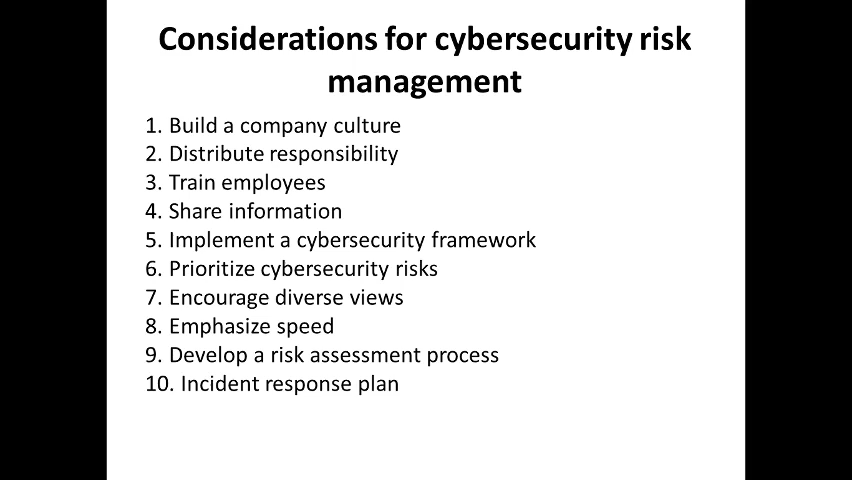 Considerations for cybersecurity risk
management
1. Build a company culture
2. Distribute responsibility
3. Train employees
4. Share information
5. Implement a cybersecurity framework
6. Prioritize cybersecurity risks
7. Encourage diverse views
8. Emphasize speed
9. Develop a risk assessment process
10. Incident response plan